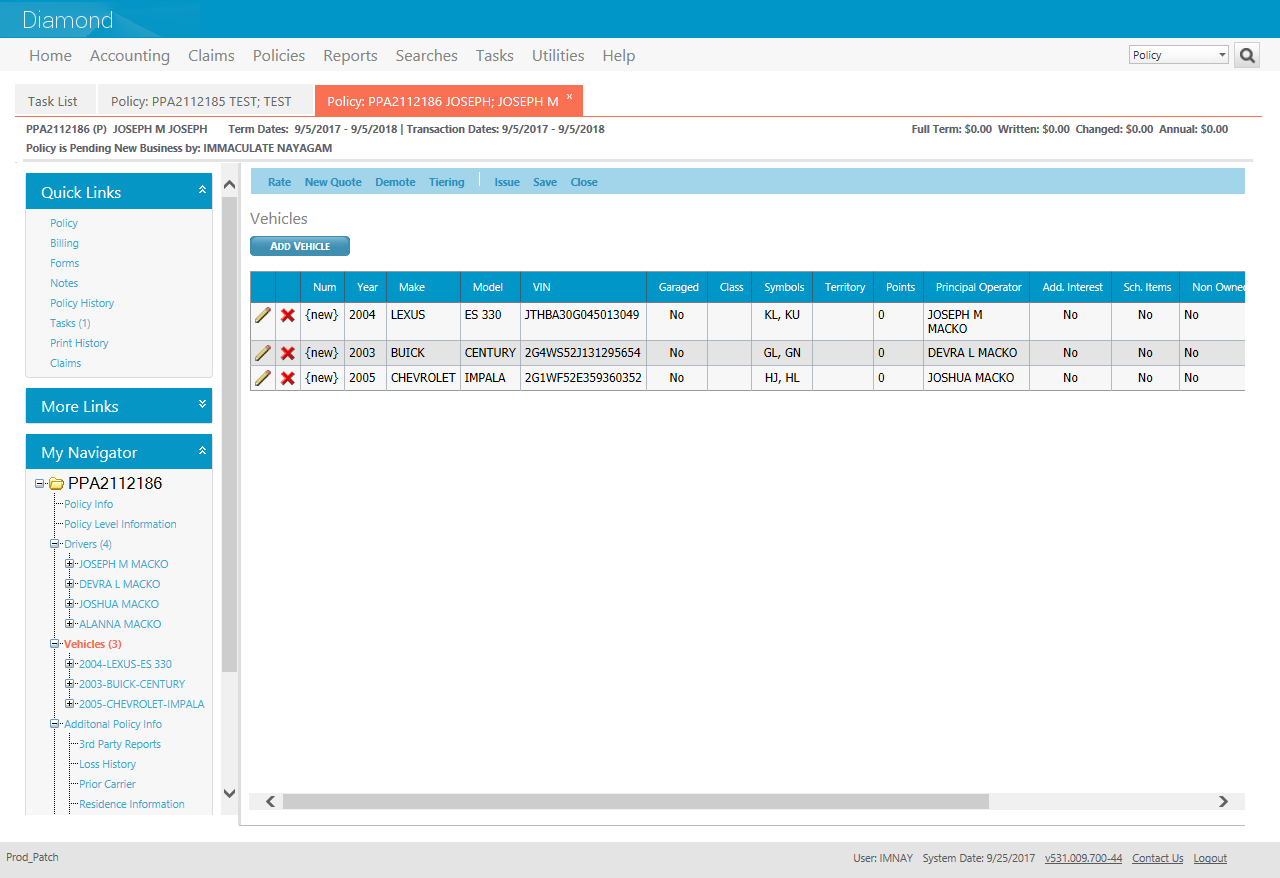 Diamond
Home Accounting Claims Policies Reports Searches Tasks Utilities Help Policy
Task List Policy: PPA2112185 TEST; TEST Policy: PPA2112186 JOSEPH; JOSEPH M ×
PPA2112186 (P) JOSEPH M JOSEPH Term Dates: 9/5/2017 - 9/5/2018 | Transaction Dates: 9/5/2017 - 9/5/2018 Full Term: $0.00 Written: $0.00 Changed: $0.00 Annual: $0.00
Policy is Pending New Business by: IMMACULATE NAYAGAM
Quick Links
Policy
Billing
Forms
Notes
Policy History
Tasks (1)
Print History
Claims
More Links
My Navigator
PPA2112186
Policy Info
Policy Level Information
Drivers (4)
JOSEPH M MACKO
DEVRA L MACKO
JOSHUA MACKO
ALANNA MACKO
Vehicles (3)
2004-LEXUS-ES 330
2003-BUICK-CENTURY
2005-CHEVROLET-IMPALA
Additonal Policy Info
3rd Party Reports
Loss History
Prior Carrier
Residence Information
Rate New Quote Demote Tiering Issue Save Close
Vehicles
ADD VEHICLE
Num Year Make Model VIN Garaged Class Symbols Territory Points Principal Operator Add. Interest Sch. Items Non Owne
{new} 2004 LEXUS ES 330 JTHBA30G045013049 No KL, KU 0 JOSEPH M No No No
MACKO
{new} 2003 BUICK CENTURY 2G4WS52J131295654 No GL, GN 0 DEVRA L MACKO No No No
{new} 2005 CHEVROLET IMPALA 2G1WF52E359360352 No HJ, HL 0 JOSHUA MACKO No No No
Prod_Patch User: IMNAY System Date: 9/25/2017 v531.009.700-44 Contact Us Logout